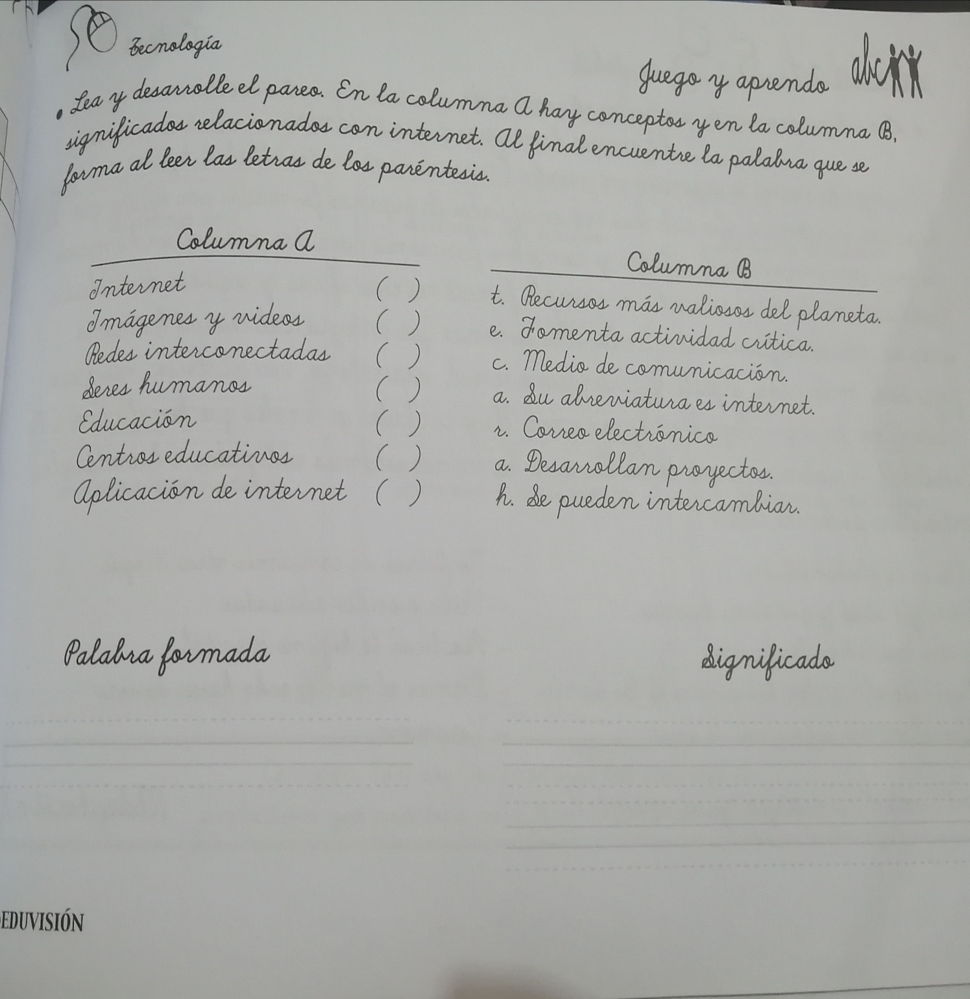 Tecnología
Juego y aprendo abc
• Lea y desarrolle el pareo. En la columna A hay conceptos y en la columna B,
significados relacionados con internet. Al final encuentre la palabra que se
forma al leer las letras de los paréntesis.
Columna A
Internet ( )
Imágenes y videos ( )
Redes interconectadas ( )
Seres humanos ( )
Educación ( )
Centros educativos ( )
Aplicación de internet ( )
Columna B
t. Recursos más valiosos del planeta.
e. Fomenta actividad crítica.
c. Medio de comunicación.
a. Su abreviatura es internet.
r. Correo electrónico
a. Desarrollan proyectos.
h. Se pueden intercambiar.
Palabra formada
Significado
EDUVISIÓN